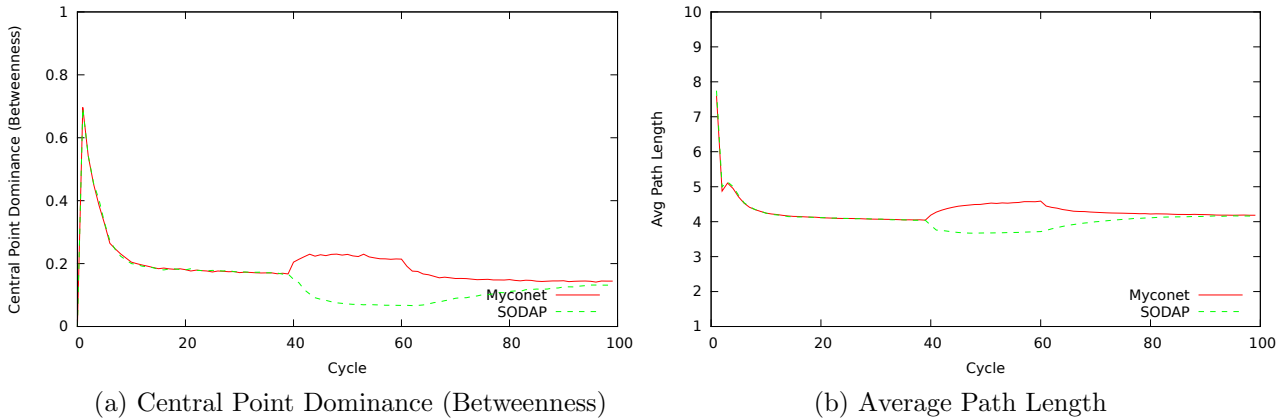 1
0.8
0.6
0.4
0.2
0
0
20
40
60
80
100
Central Point Dominance (Betweenness)
Cycle
Myconet
SODAP
(a) Central Point Dominance (Betweenness)
10
9
8
7
6
5
4
3
2
1
0
20
40
60
80
100
Avg Path Length
Cycle
Myconet
SODAP
(b) Average Path Length